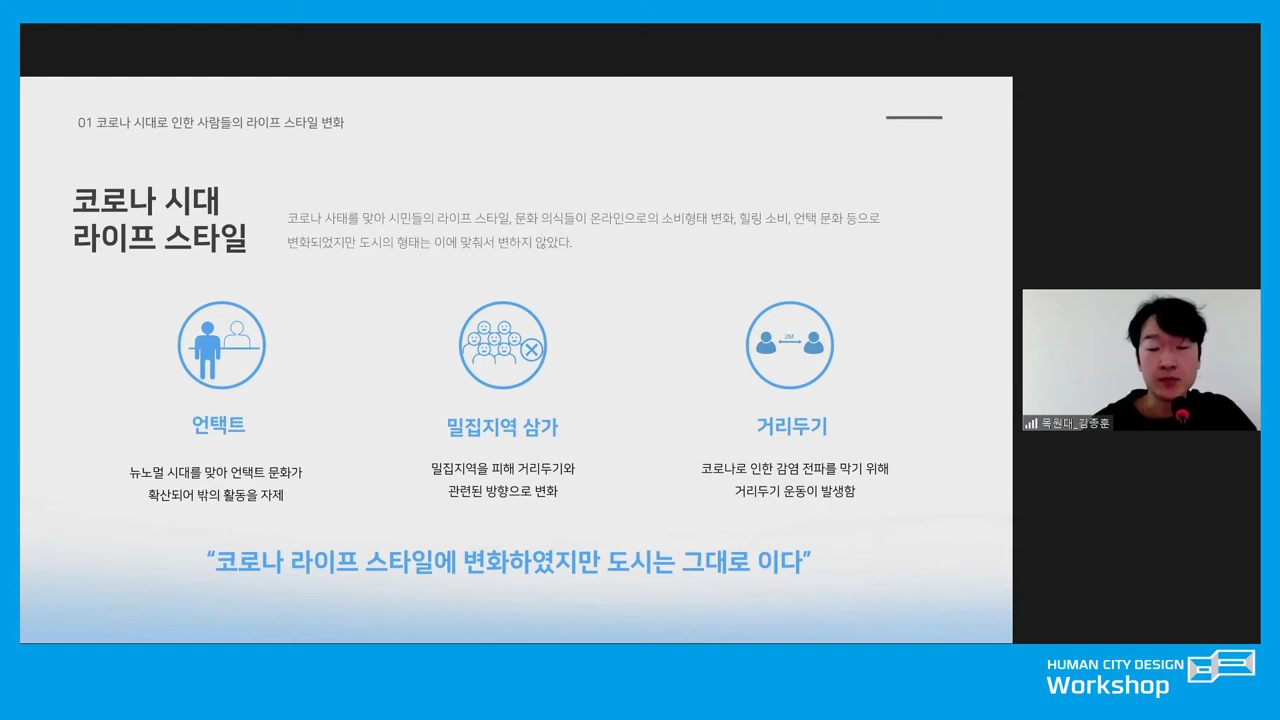 01 코로나 시대로 인한 사람들의 라이프 스타일 변화
코로나 시대
라이프 스타일
코로나 사태를 맞아 시민들의 라이프 스타일, 문화 의식들이 온라인으로의 소비형태 변화, 힐링 소비, 언택 문화 등으로
변화되었지만 도시의 형태는 이에 맞춰서 변하지 않았다.
2M
언택트
밀집지역 삼가
거리두기
뉴노멀 시대를 맞아 언택트 문화가
확산되어 밖의 활동을 자제
밀집지역을 피해 거리두기와
관련된 방향으로 변화
코로나로 인한 감염 전파를 막기 위해
거리두기 운동이 발생함
“코로나 라이프 스타일에 변화하였지만 도시는 그대로 이다”
목원대_김종훈
HUMAN CITY DESIGN
Workshop